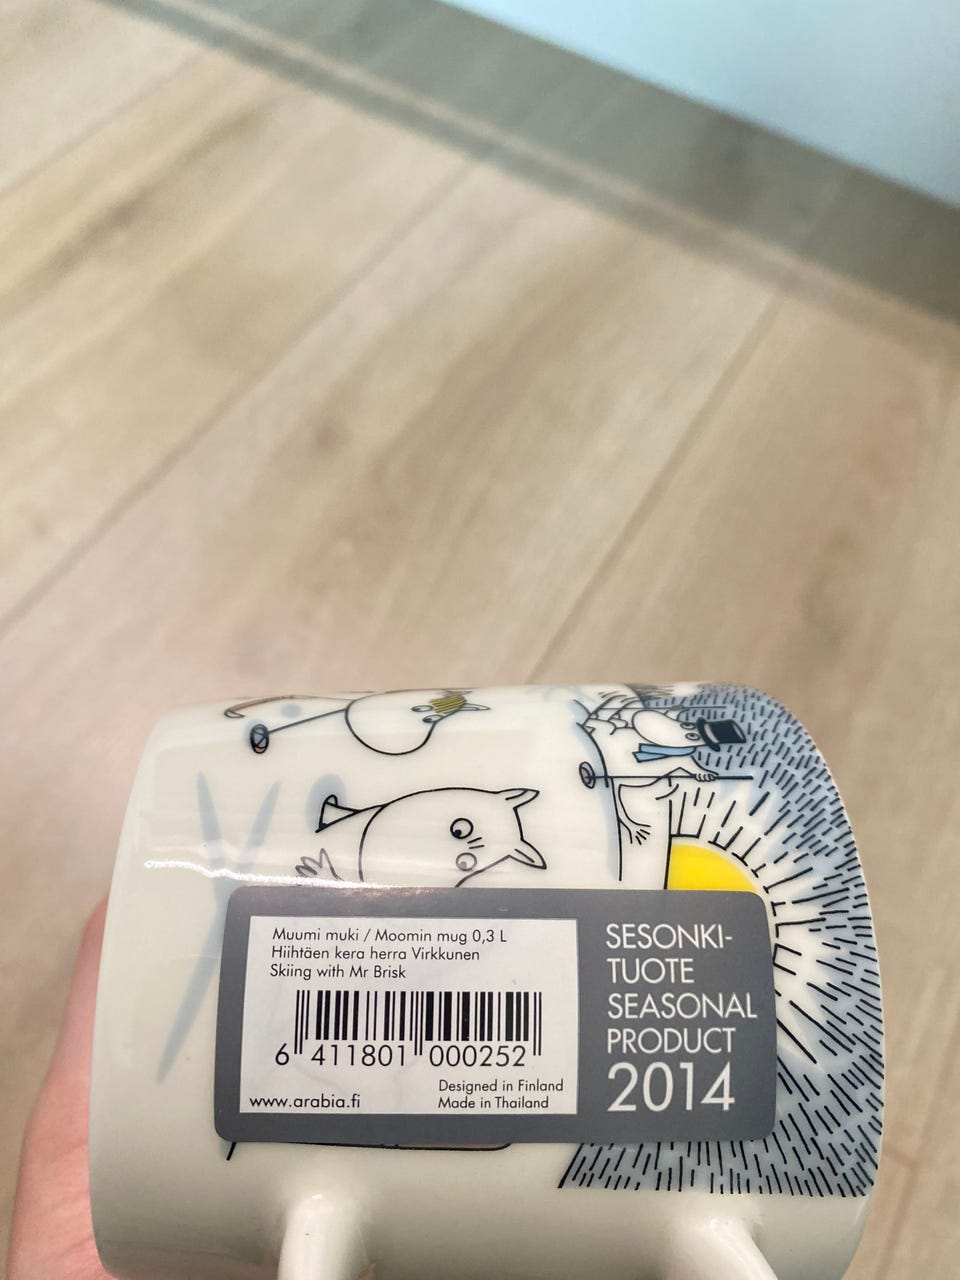 Muumi muki / Moomin mug 0,3 L
Hiihtäen kera herra Virkkunen
Skiing with Mr Brisk
6 411801 000252
www.arabia.fi
Designed in Finland
Made in Thailand
SESONKI-
TUOTE
SEASONAL
PRODUCT
2014